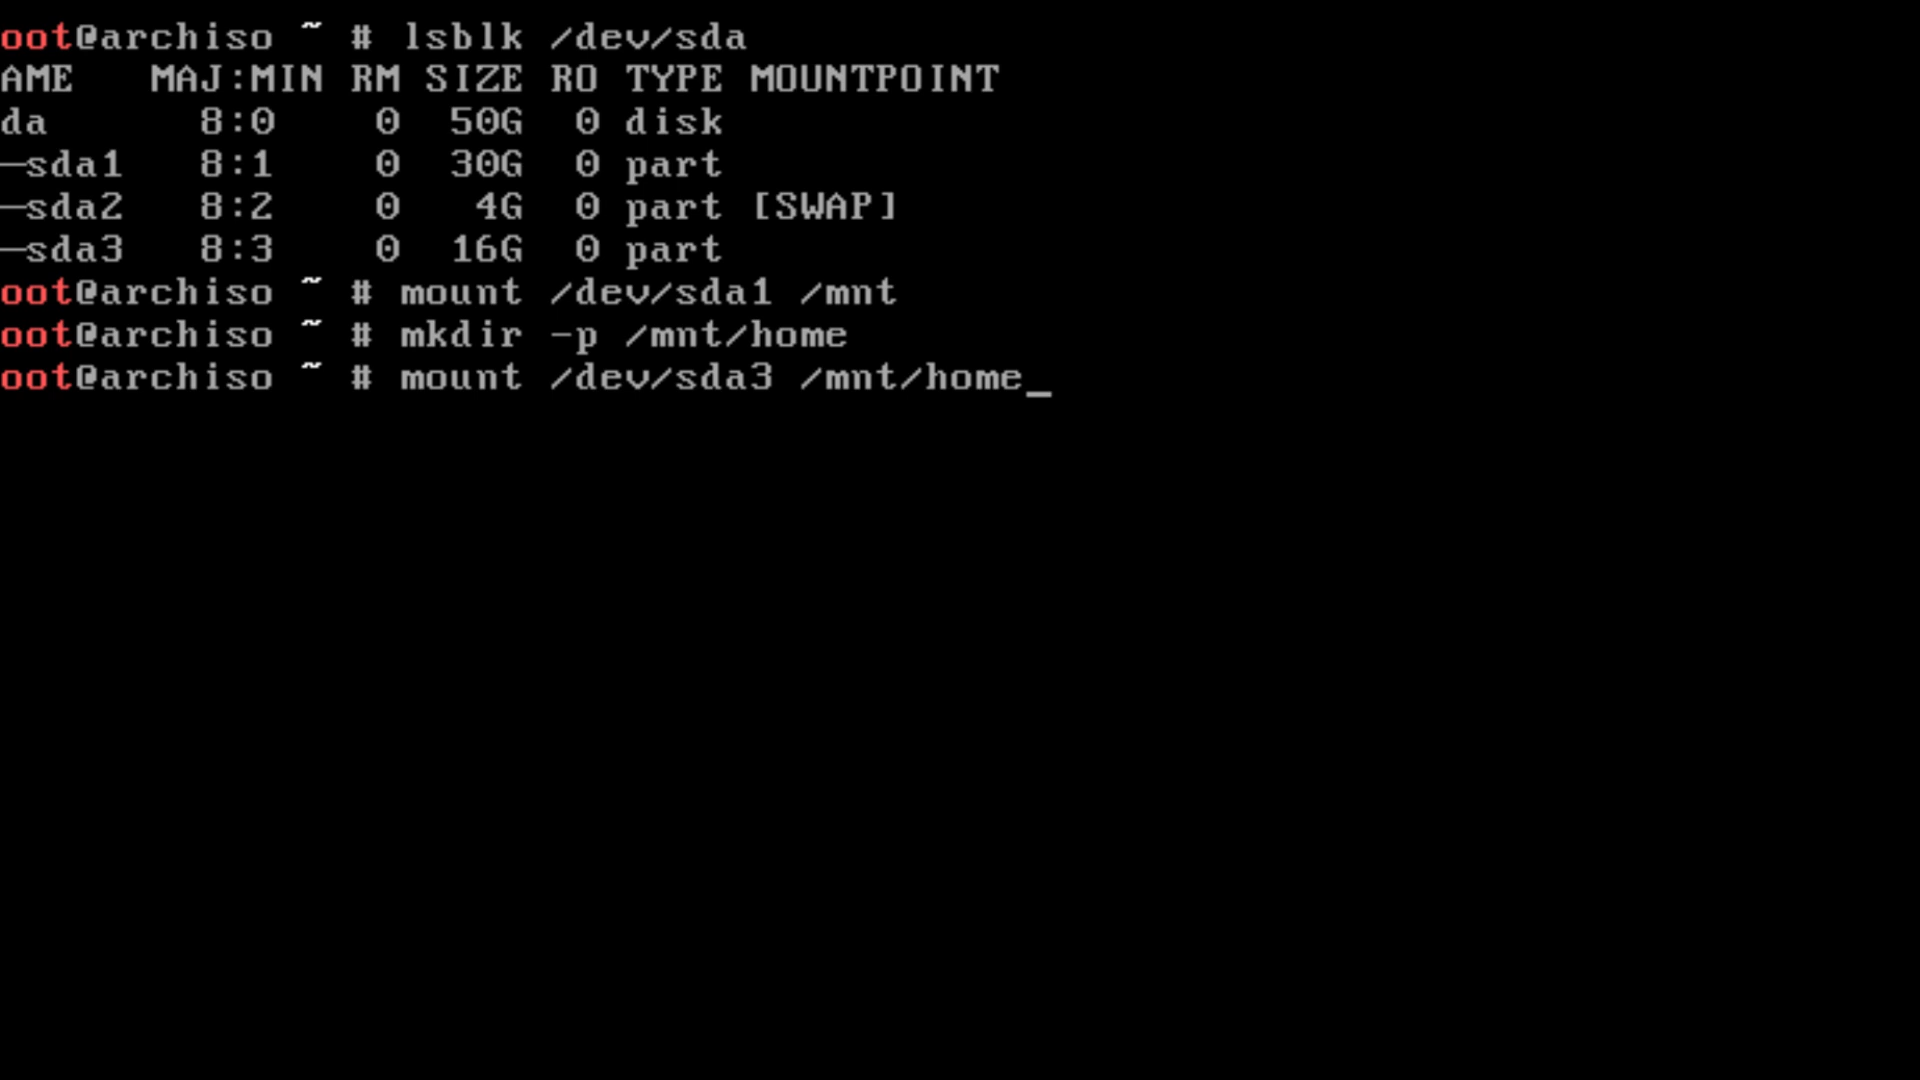 oot@archiso ~ # lsblk /dev/sda
AME   MAJ:MIN RM SIZE RO TYPE MOUNTPOINT
da      8:0    0  50G  0 disk
─sda1   8:1    0  30G  0 part
─sda2   8:2    0   4G  0 part [SWAP]
─sda3   8:3    0  16G  0 part
oot@archiso ~ # mount /dev/sda1 /mnt
oot@archiso ~ # mkdir -p /mnt/home
oot@archiso ~ # mount /dev/sda3 /mnt/home_